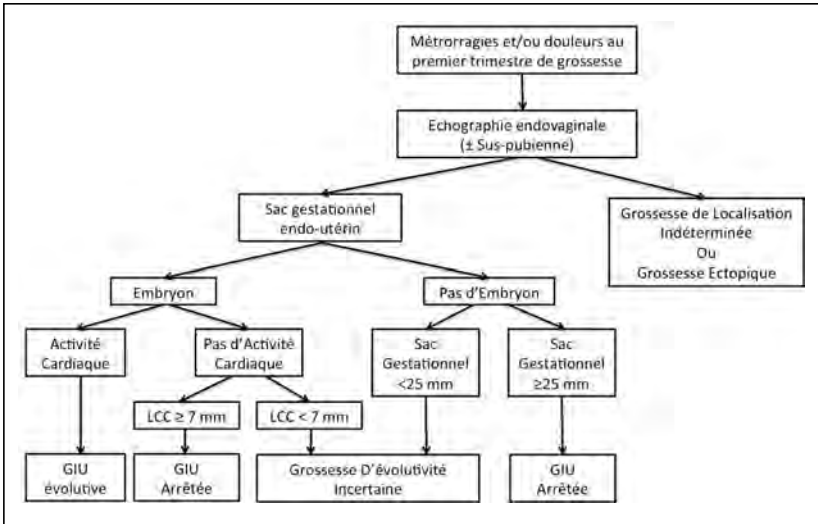 Métrorragies et/ou douleurs au
premier trimestre de grossesse
Echographie endovaginale
(± Sus-pubienne)
Sac gestationnel
endo-utérin
Grossesse de Localisation
Indéterminée
Ou
Grossesse Ectopique
Embryon
Pas d'Embryon
Activité
Cardiaque
Pas d'Activité
Cardiaque
Sac
Gestationnel
<25 mm
Sac
Gestationnel
≥25 mm
LCC ≥ 7 mm
LCC < 7 mm
GIU
évolutive
GIU
Arrêtée
Grossesse D'évolutivité
Incertaine
GIU
Arrêtée